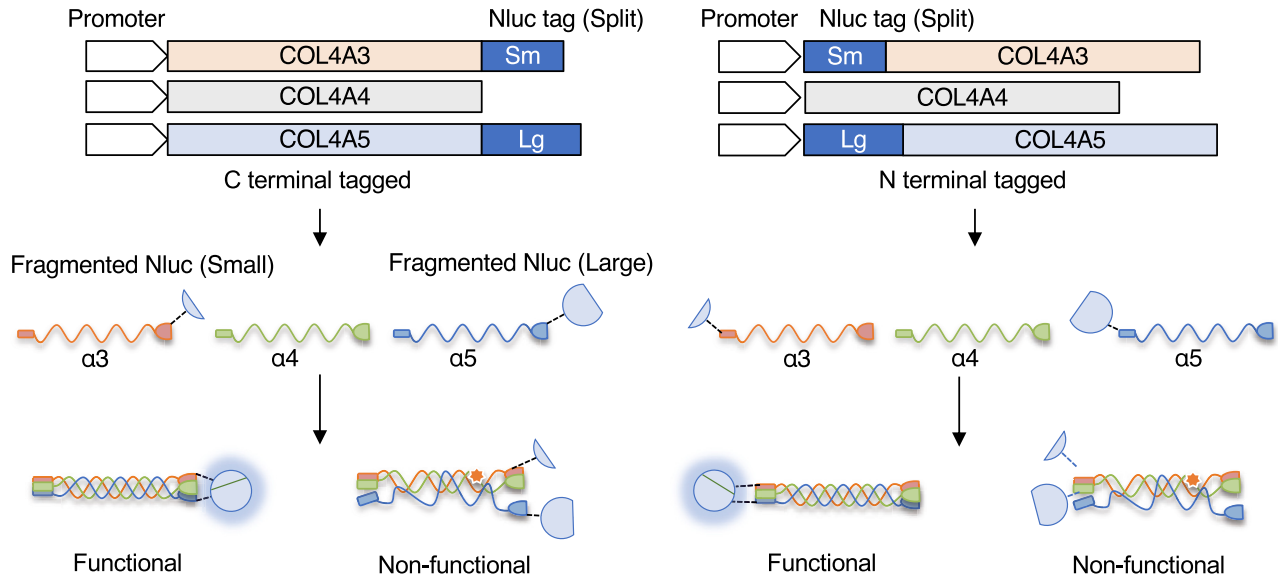 Promoter
Nluc tag (Split)
COL4A3
Sm
COL4A4
COL4A5
Lg
C terminal tagged
Fragmented Nluc (Small)
Fragmented Nluc (Large)
α3
α4
α5
Functional
Non-functional
Promoter
Nluc tag (Split)
Sm
COL4A3
COL4A4
Lg
COL4A5
N terminal tagged
α3
α4
α5
Functional
Non-functional